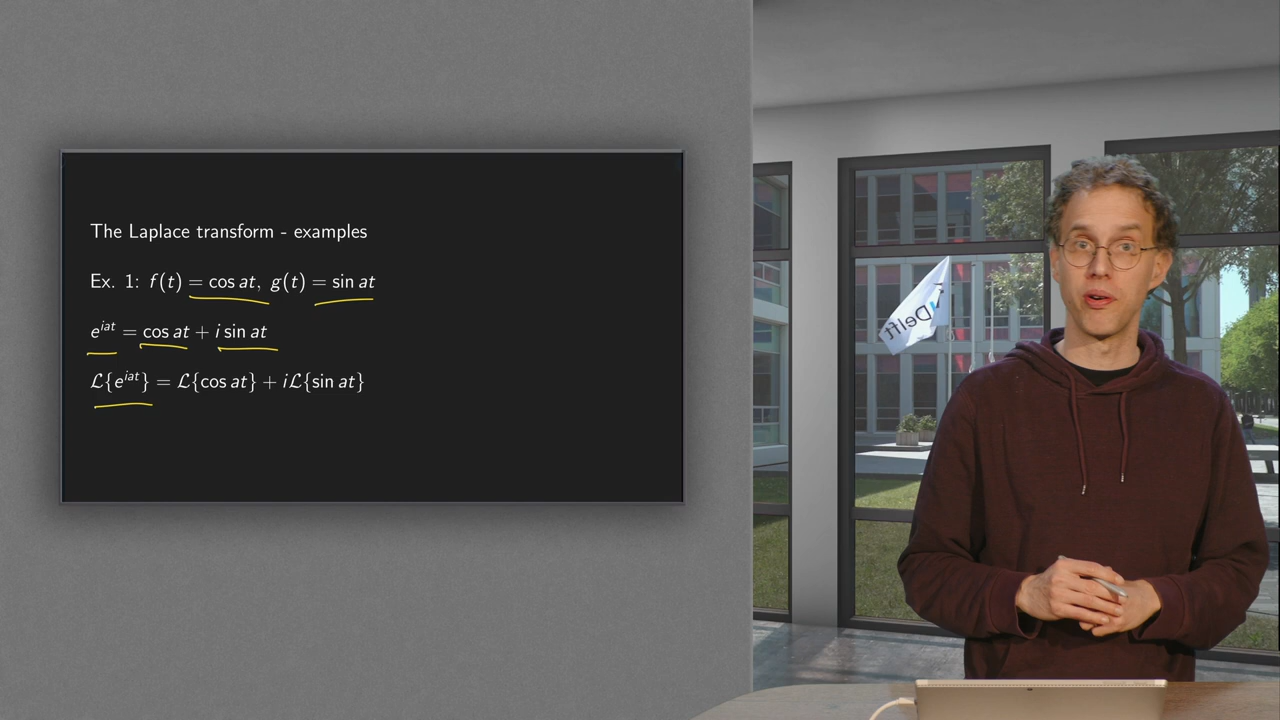 The Laplace transform - examples
Ex. 1: f(t) = cos at, g(t) = sin at
e^{iat} = cos at + i sin at
ℒ{e^{iat}} = ℒ{cos at} + iℒ{sin at}
TUDelft